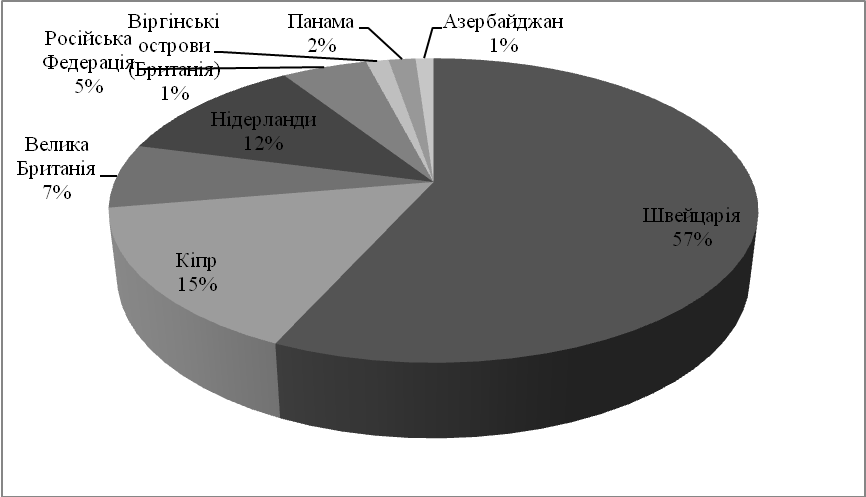 Російська
Федерація
5%
Віргінські
острови
(Британія)
1%
Панама
2%
Азербайджан
1%
Нідерланди
12%
Велика
Британія
7%
Швейцарія
57%
Кіпр
15%